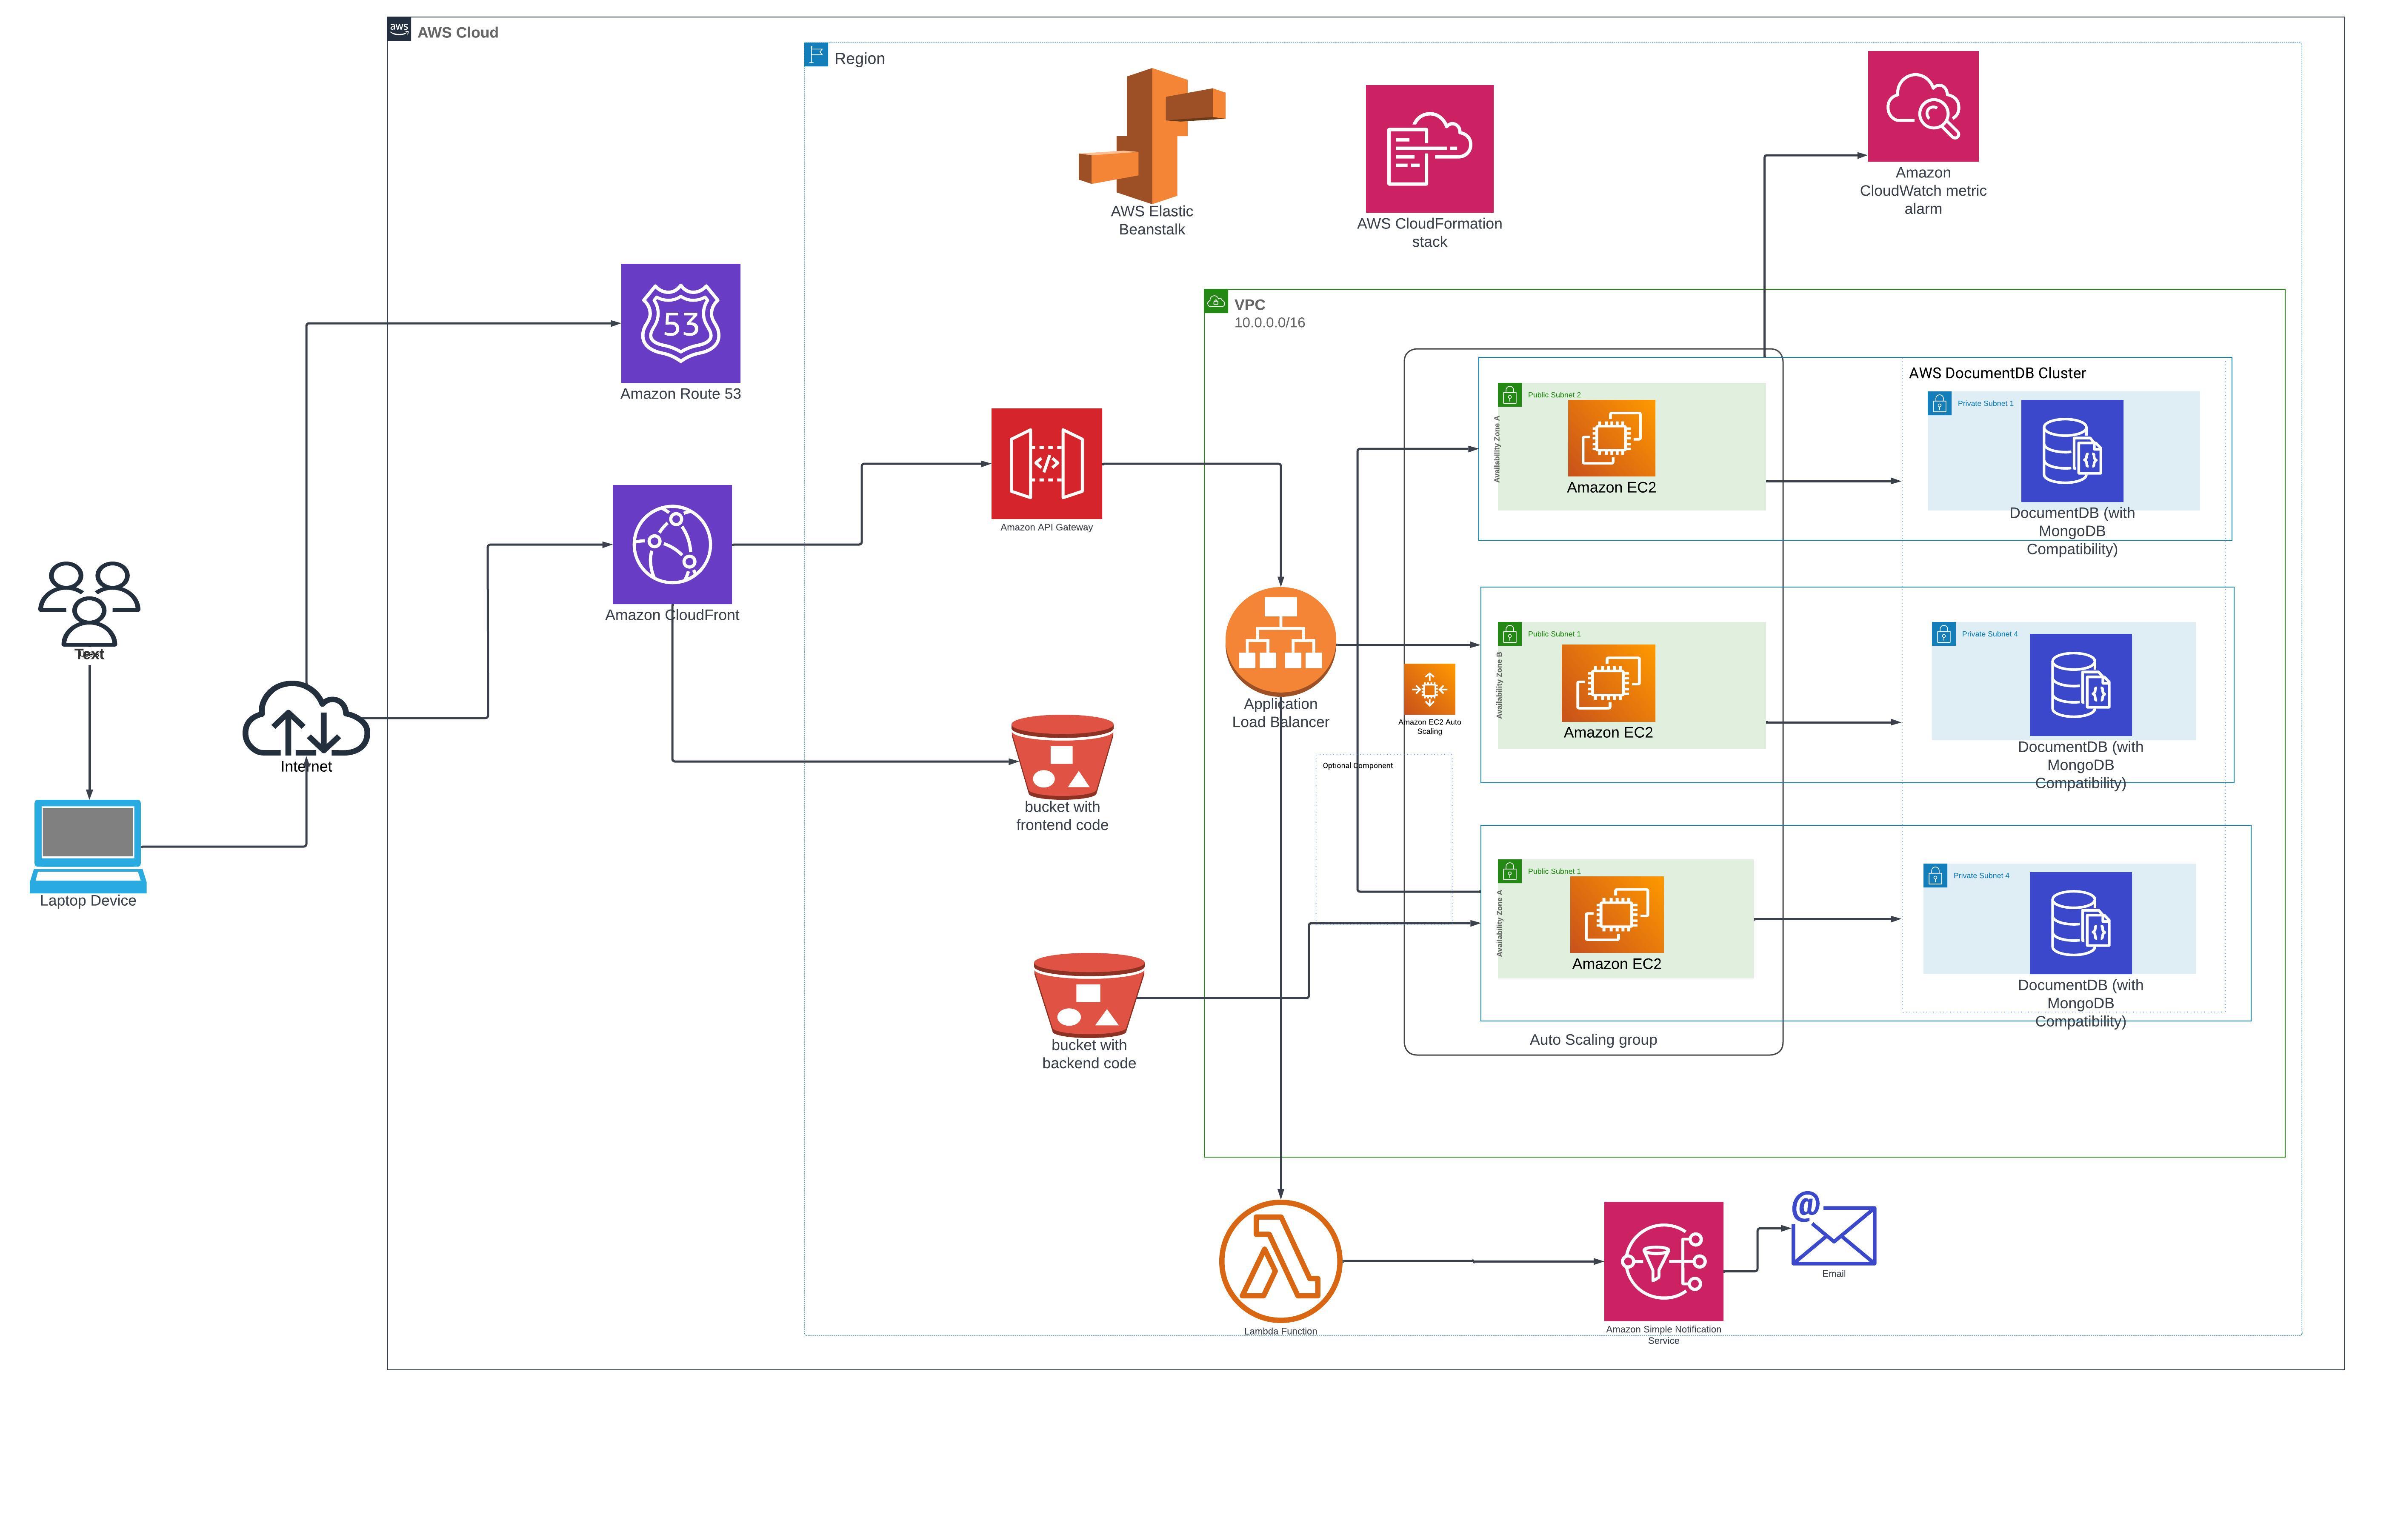 aws
AWS Cloud
Region
AWS Elastic
Beanstalk
AWS CloudFormation
stack
Amazon
CloudWatch metric
alarm
53
Amazon Route 53
VPC
10.0.0.0/16
AWS DocumentDB Cluster
Public Subnet 2
Availability Zone A
Amazon EC2
Private Subnet 1
DocumentDB (with
MongoDB
Compatibility)
Amazon API Gateway
Amazon CloudFront
Text
Internet
Laptop Device
Application
Load Balancer
Amazon EC2 Auto
Scaling
Optional Component
Public Subnet 1
Availability Zone B
Amazon EC2
Private Subnet 4
DocumentDB (with
MongoDB
Compatibility)
bucket with
frontend code
Public Subnet 1
Availability Zone A
Amazon EC2
Private Subnet 4
DocumentDB (with
MongoDB
Compatibility)
Auto Scaling group
bucket with
backend code
Lambda Function
Amazon Simple Notification
Service
@
Email